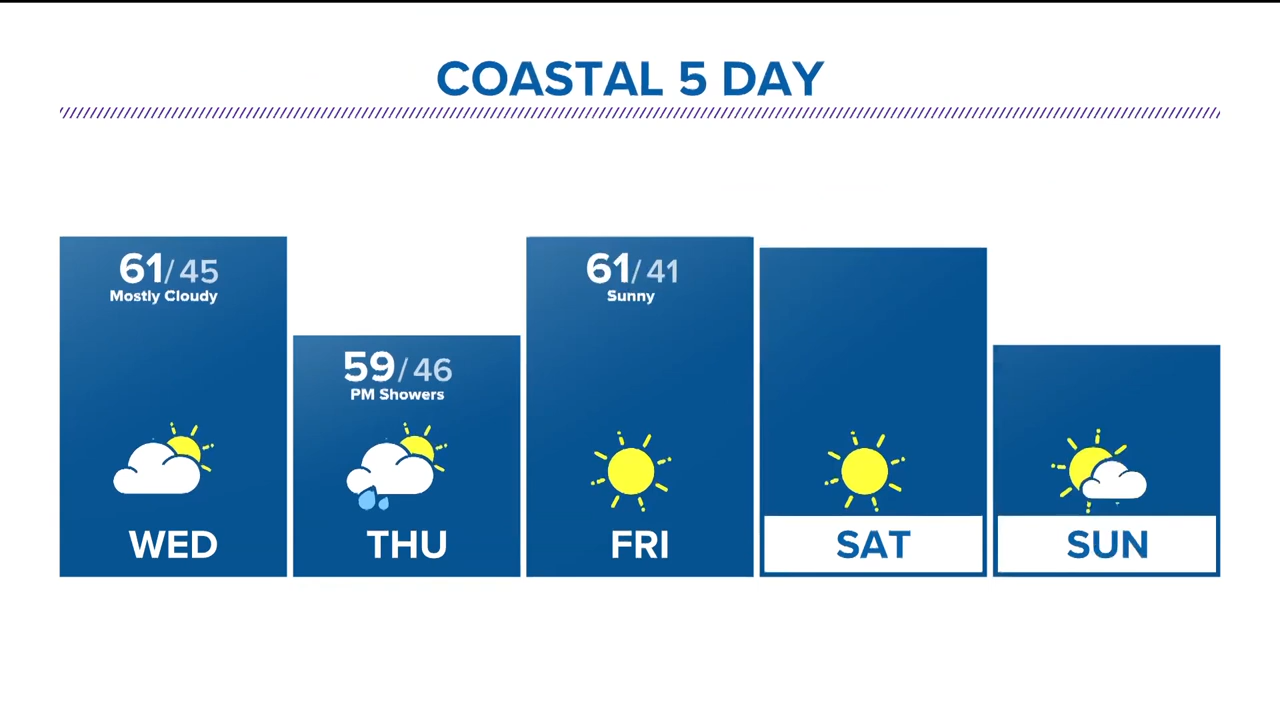 COASTAL 5 DAY
61/45
Mostly Cloudy
WED
59/46
PM Showers
THU
61/41
Sunny
FRI
SAT
SUN